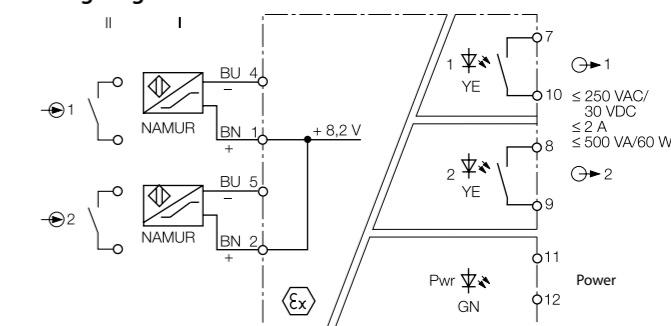 II I
BU 4
–
NAMUR
1
BN 1
+
+ 8,2 V
BU 5
–
NAMUR
2
BN 2
+
Ex
1
YE
7
10
1
≤ 250 VAC/
30 VDC
≤ 2 A
≤ 500 VA/60 W
2
YE
8
9
2
Pwr
GN
11
12
Power